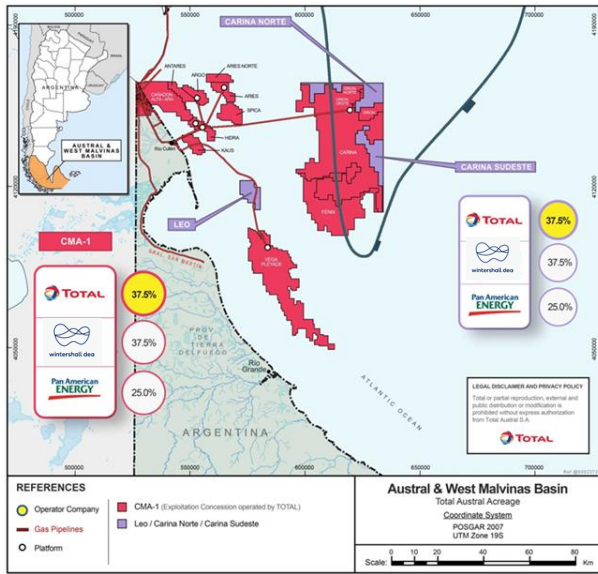 500000
550000
600000
650000
700000
4190000
4120000
4050000
CARINA NORTE
ANTARES
ARGO
ARIES NORTE
ARIES
SPICA
HIDRA
KAUS
Rio Cullen
CARINA
FENIX
CARINA SUDESTE
LEO
VEGA
PLEYADE
ARGENTINA
AUSTRAL &
WEST MALVINAS
BASIN
CMA-1
TOTAL
37.5%
wintershall dea
37.5%
Pan American
ENERGY
25.0%
TOTAL
37.5%
wintershall dea
37.5%
Pan American
ENERGY
25.0%
GRAL. SAN MARTIN
PROV.
DE
TIERRA
DEL FUEGO
Río
Grande
ARGENTINA
ATLANTIC OCEAN
LEGAL DISCLAIMER AND PRIVACY POLICY
Total or partial reproduction, external and
public distribution or modification is
prohibited without express authorization
from Total Austral S.A.
TOTAL
500000
550000
600000
650000
700000
REFERENCES
Operator Company
Gas Pipelines
Platform
CMA-1 (Exploitation Concession operated by TOTAL)
Leo / Carina Norte / Carina Sudeste
Austral & West Malvinas Basin
Total Austral Acreage
Coordinate System
POSGAR 2007
UTM Zone 19S
Scale:
0 10 20 40 60 80
Km